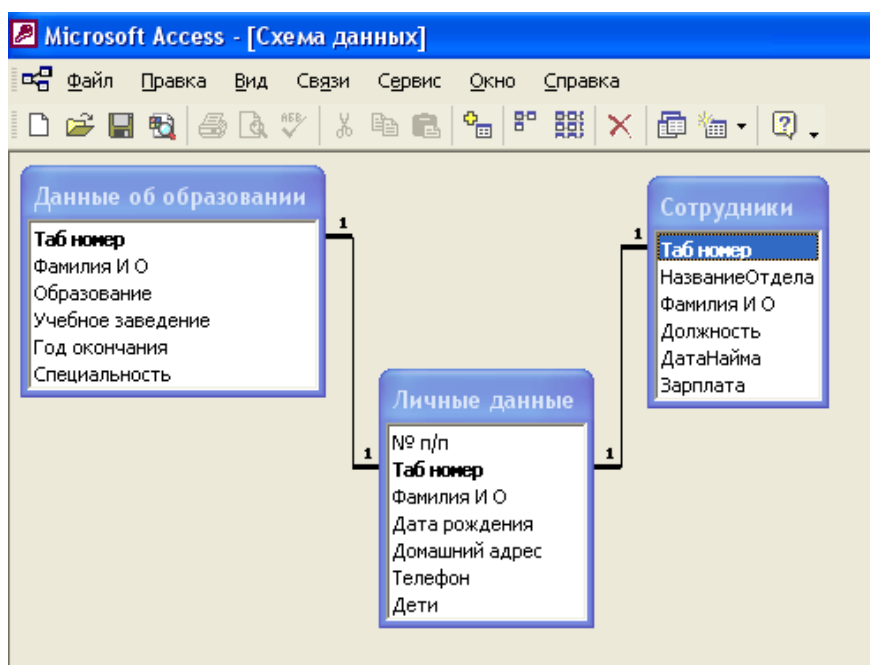 Microsoft Access - [Схема данных]
Файл Правка Вид Связи Сервис Окно Справка
Данные об образовании
1
Таб номер
Фамилия И О
Образование
Учебное заведение
Год окончания
Специальность
Сотрудники
1
Таб номер
НазваниеОтдела
Фамилия И О
Должность
ДатаНайма
Зарплата
Личные данные
1
1
№ п/п
Таб номер
Фамилия И О
Дата рождения
Домашний адрес
Телефон
Дети